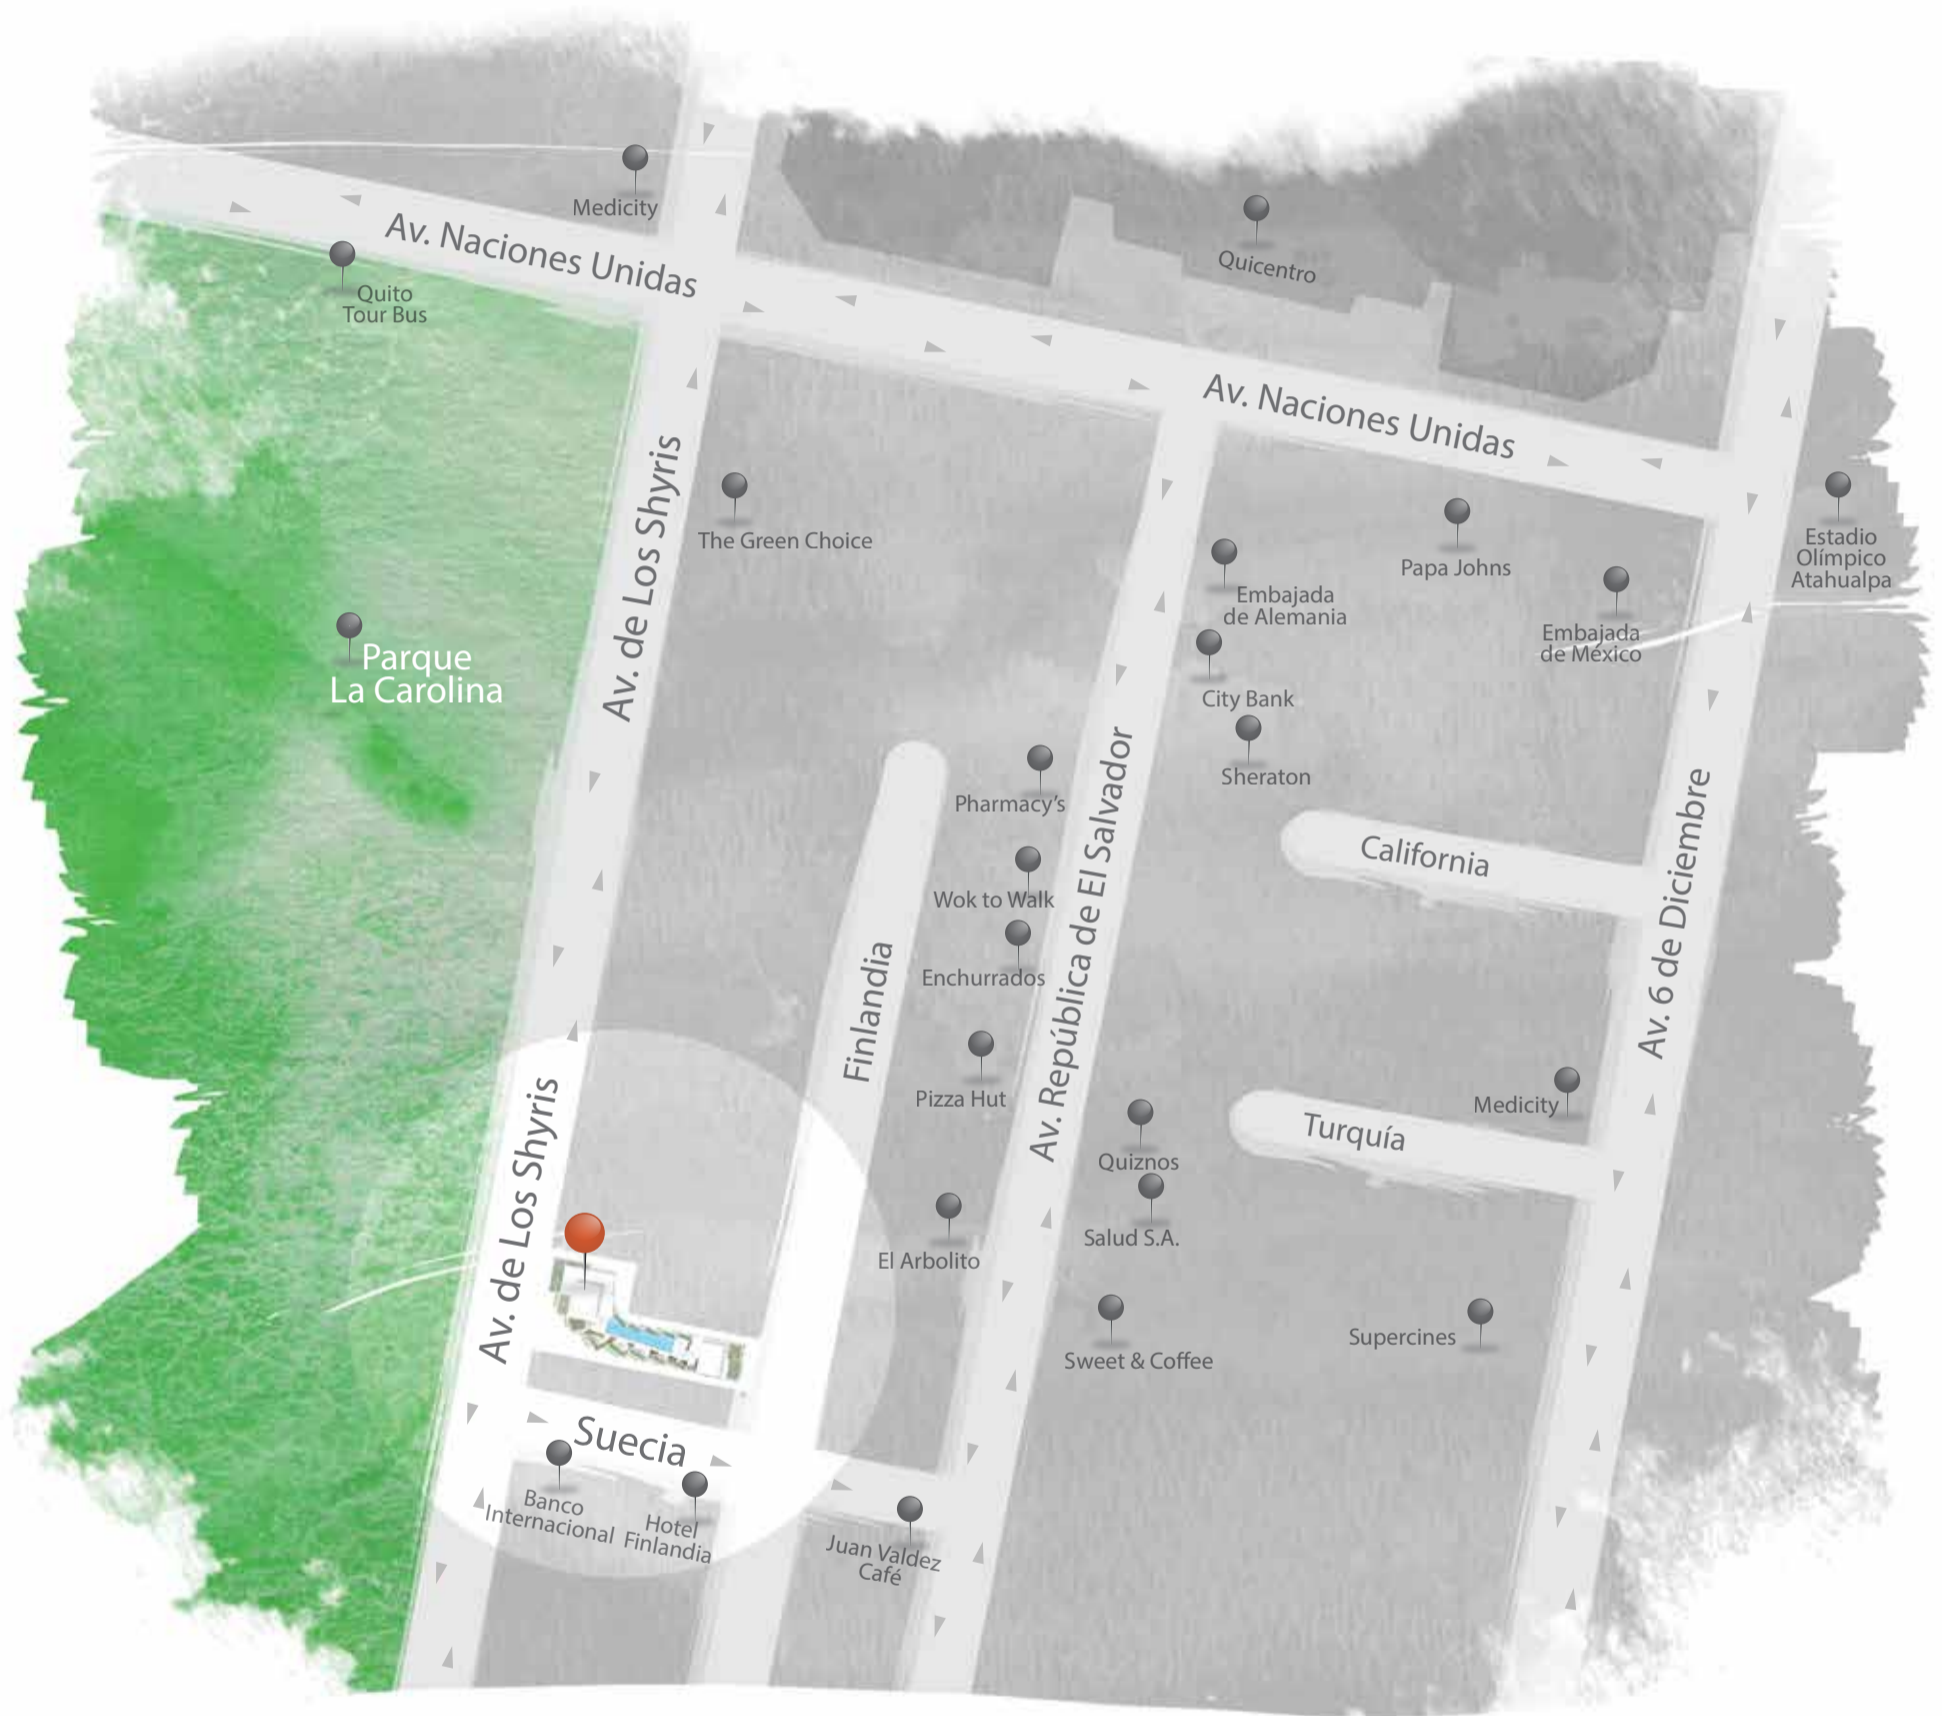 Medicity
Av. Naciones Unidas
Quicentro
Quito
Tour Bus
Av. Naciones Unidas
Av. de Los Shyris
The Green Choice
Papa Johns
Estadio
Olímpico
Atahualpa
Embajada
de Alemania
Embajada
de México
Parque
La Carolina
City Bank
Sheraton
Pharmacy's
Av. República de El Salvador
California
Av. 6 de Diciembre
Wok to Walk
Enchurrados
Finlandia
Pizza Hut
Medicity
Turquía
Quiznos
Av. de Los Shyris
Salud S.A.
El Arbolito
Sweet & Coffee
Supercines
Suecia
Banco
Internacional
Hotel
Finlandia
Juan Valdez
Café